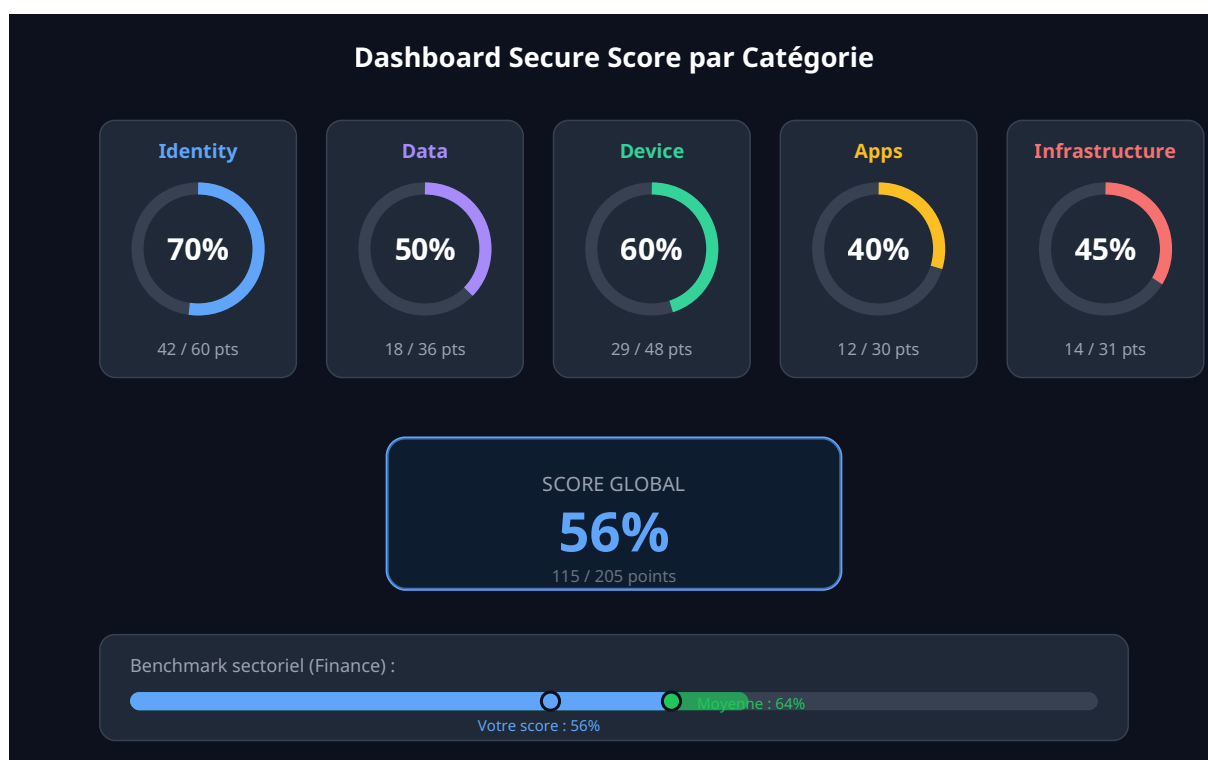 Dashboard Secure Score par Catégorie
Identity
70%
42 / 60 pts
Data
50%
18 / 36 pts
Device
60%
29 / 48 pts
Apps
40%
12 / 30 pts
Infrastructure
45%
14 / 31 pts
SCORE GLOBAL
56%
115 / 205 points
Benchmark sectoriel (Finance) :
Moyenne : 64%
Votre score : 56%